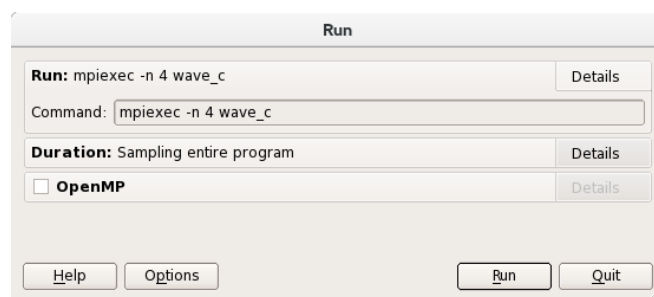 Run
Run: mpiexec -n 4 wave_c Details
Command: mpiexec -n 4 wave_c
Duration: Sampling entire program Details
OpenMP Details
Help Options Run Quit